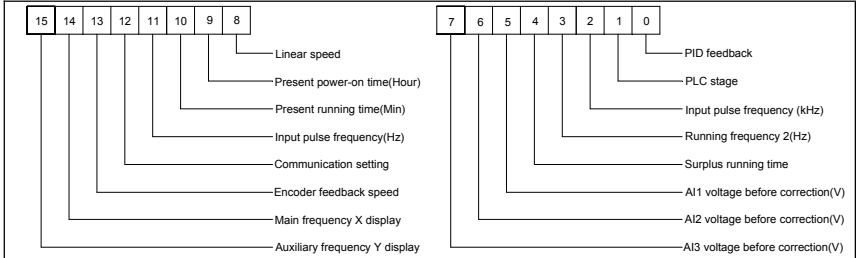 15 14 13 12 11 10 9 8
7 6 5 4 3 2 1 0
Linear speed
Present power-on time(Hour)
Present running time(Min)
Input pulse frequency(Hz)
Communication setting
Encoder feedback speed
Main frequency X display
Auxiliary frequency Y display
PID feedback
PLC stage
Input pulse frequency (kHz)
Running frequency 2(Hz)
Surplus running time
AI1 voltage before correction(V)
AI2 voltage before correction(V)
AI3 voltage before correction(V)